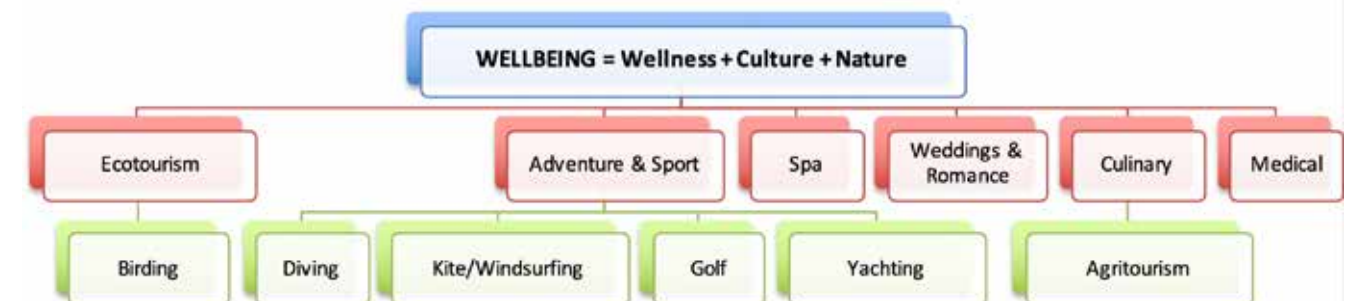 WELLBEING = Wellness + Culture + Nature
Ecotourism
Adventure & Sport
Spa
Weddings &
Romance
Culinary
Medical
Birding
Diving
Kite/Windsurfing
Golf
Yachting
Agritourism